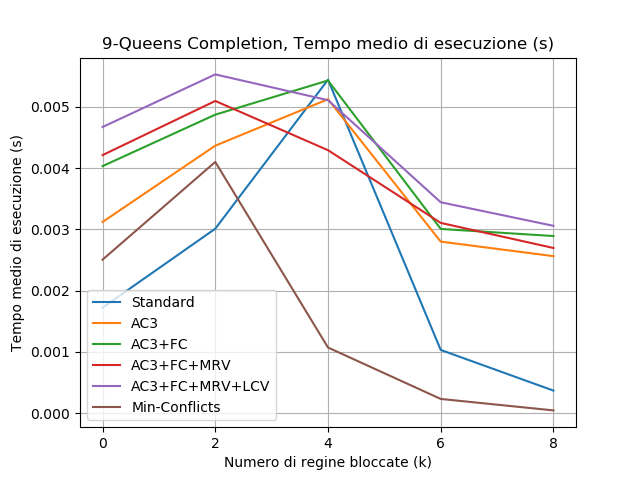 9-Queens Completion, Tempo medio di esecuzione (s)
Tempo medio di esecuzione (s)
0.005
0.004
0.003
0.002
0.001
0.000
Standard
AC3
AC3+FC
AC3+FC+MRV
AC3+FC+MRV+LCV
Min-Conflicts
0 2 4 6 8
Numero di regine bloccate (k)